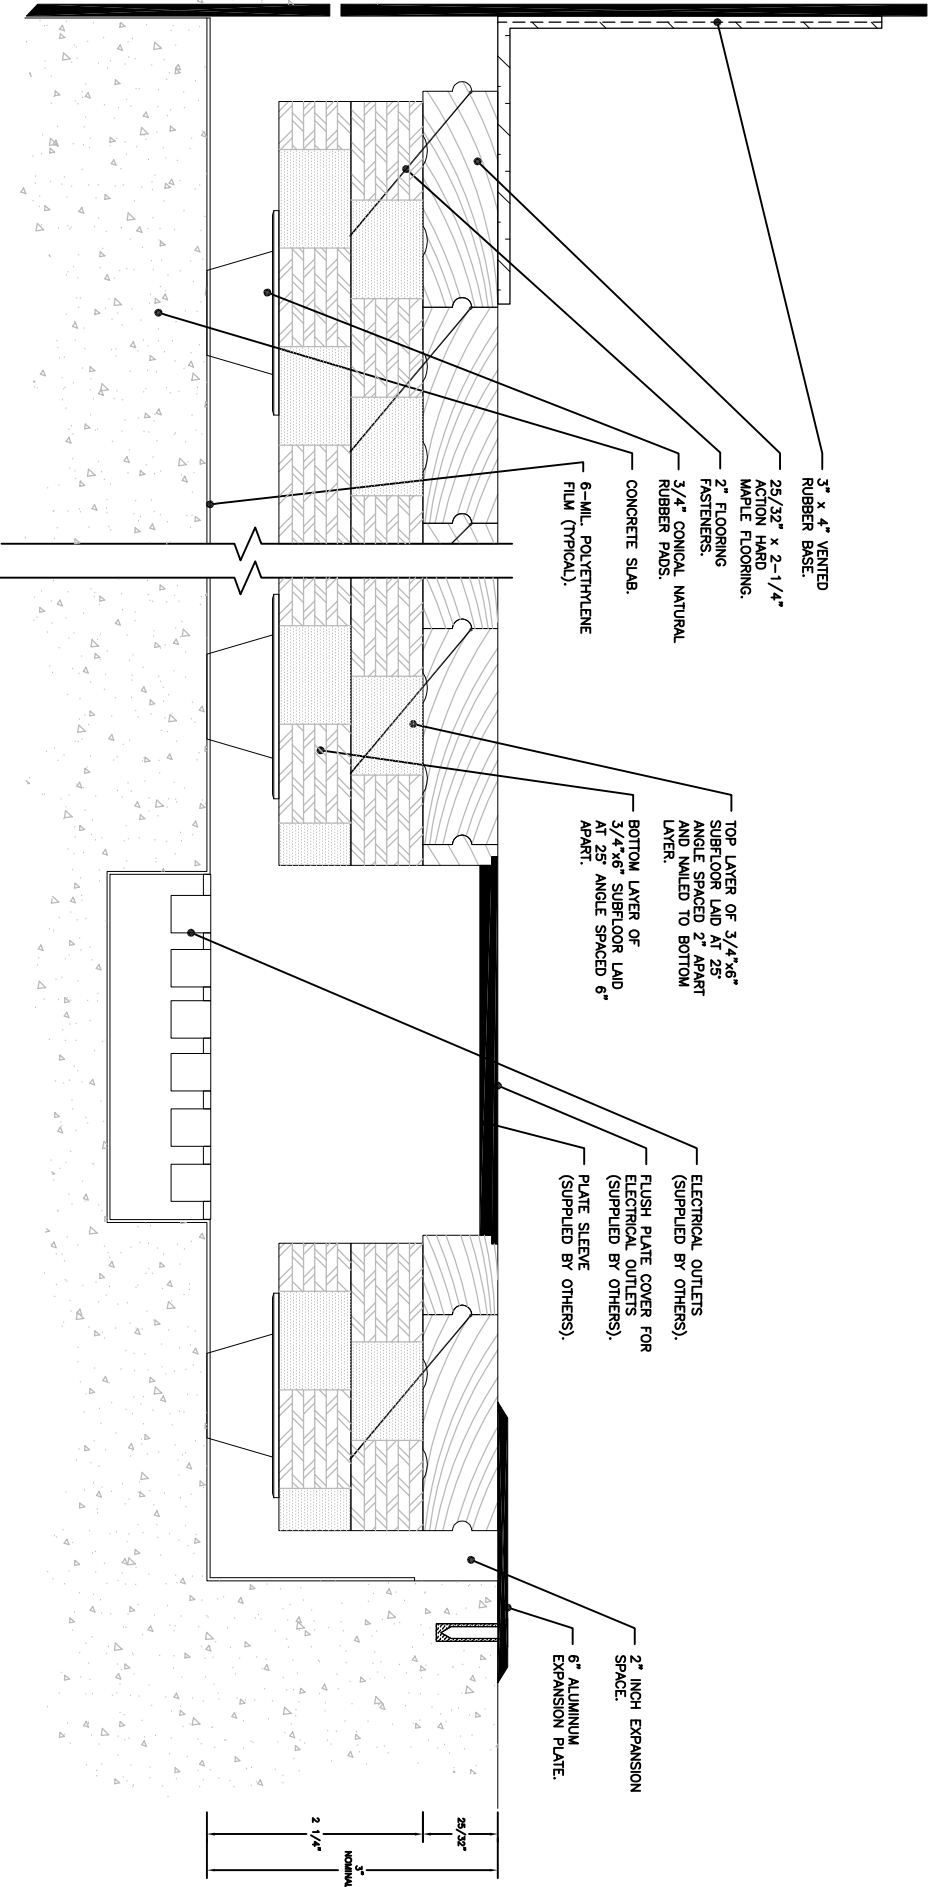 3" x 4" VENTED
RUBBER BASE.
25/32" x 2-1/4"
ACTION HARD
MAPLE FLOORING.
2" FLOORING
FASTENERS.
3/4" CONICAL NATURAL
RUBBER PADS.
CONCRETE SLAB.
6-MIL. POLYETHYLENE
FILM (TYPICAL).
TOP LAYER OF 3/4"x6"
SUBFLOOR LAID AT 25°
ANGLE SPACED 2" APART
AND NAILED TO BOTTOM
LAYER.
BOTTOM LAYER OF
3/4"x6" SUBFLOOR LAID
AT 25° ANGLE SPACED 6"
APART.
ELECTRICAL OUTLETS
(SUPPLIED BY OTHERS).
FLUSH PLATE COVER FOR
ELECTRICAL OUTLETS
(SUPPLIED BY OTHERS).
PLATE SLEEVE
(SUPPLIED BY OTHERS).
2" INCH EXPANSION
SPACE.
6" ALUMINUM
EXPANSION PLATE.
25/32"
2 1/4"
3"
NOMINAL